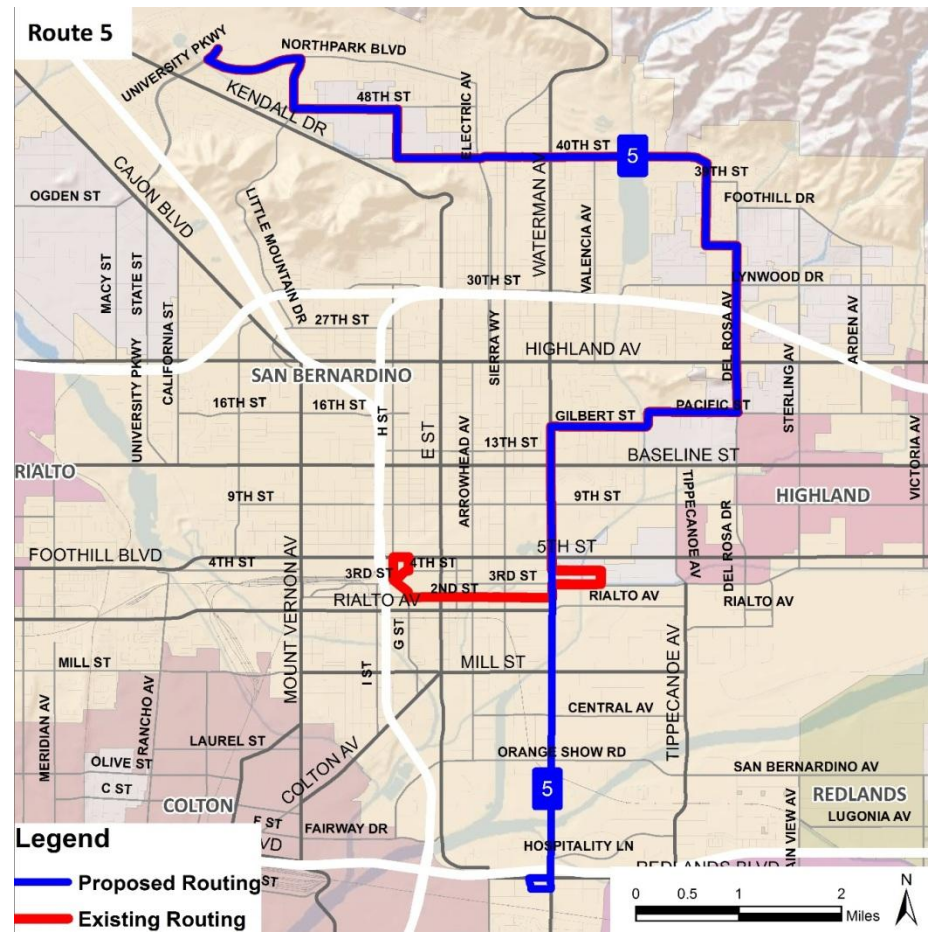 Route 5
UNIVERSITY PKWY
NORTHPARK BLVD
KENDALL DR
48TH ST
ELECTRIC AV
WATERMAN AV
40TH ST
5
39TH ST
FOOTHILL DR
CAJON BLVD
OGDEN ST
LITTLE MOUNTAIN DR
VALENCIA AV
MACY ST
STATE ST
CALIFORNIA ST
30TH ST
LYNWOOD DR
27TH ST
SIERRA WY
HIGHLAND AV
DEL ROSA AV
ARDEN AV
STERLING AV
SAN BERNARDINO
UNIVERSITY PKWY
16TH ST
16TH ST
H ST
E ST
ARROWHEAD AV
GILBERT ST
PACIFIC ST
VICTORIA AV
13TH ST
BASELINE ST
RIALTO
TIPPECANOE AV
HIGHLAND
9TH ST
9TH ST
DEL ROSA DR
FOOTHILL BLVD
4TH ST
4TH ST
5TH ST
3RD ST
3RD ST
2ND ST
RIALTO AV
RIALTO AV
RIALTO AV
MOUNT VERNON AV
G ST
I ST
MILL ST
MILL ST
TIPPECANOE AV
MERIDIAN AV
RANCHO AV
CENTRAL AV
LAUREL ST
COLTON AV
ORANGE SHOW RD
OLIVE ST
SAN BERNARDINO AV
C ST
5
COLTON
REDLANDS
LUGONIA AV
FAIRWAY DR
HOSPITALITY LN
REDLANDS BLVD
Legend
Proposed Routing
Existing Routing
0 0.5 1 2
Miles
N